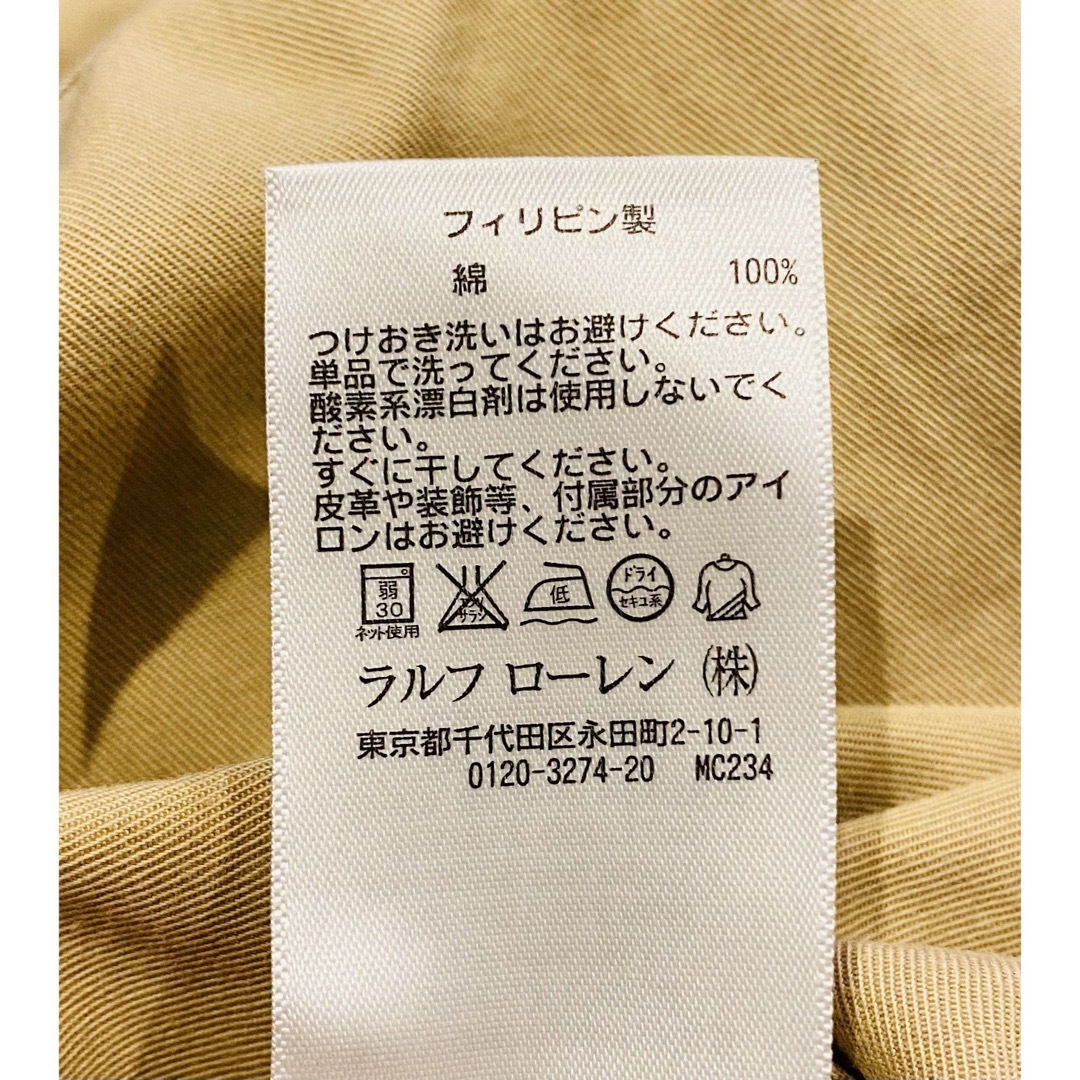 フィリピン製
綿 100%
つけおき洗いはお避けください。
単品で洗ってください。
酸素系漂白剤は使用しないでく
ださい。
すぐに干してください。
皮革や装飾等、付属部分のアイ
ロンはお避けください。
弱
30
ネット使用
エンソ
サラシ
低
ドライ
セキユ系
ラルフ ローレン (株)
東京都千代田区永田町2-10-1
0120-3274-20 MC234